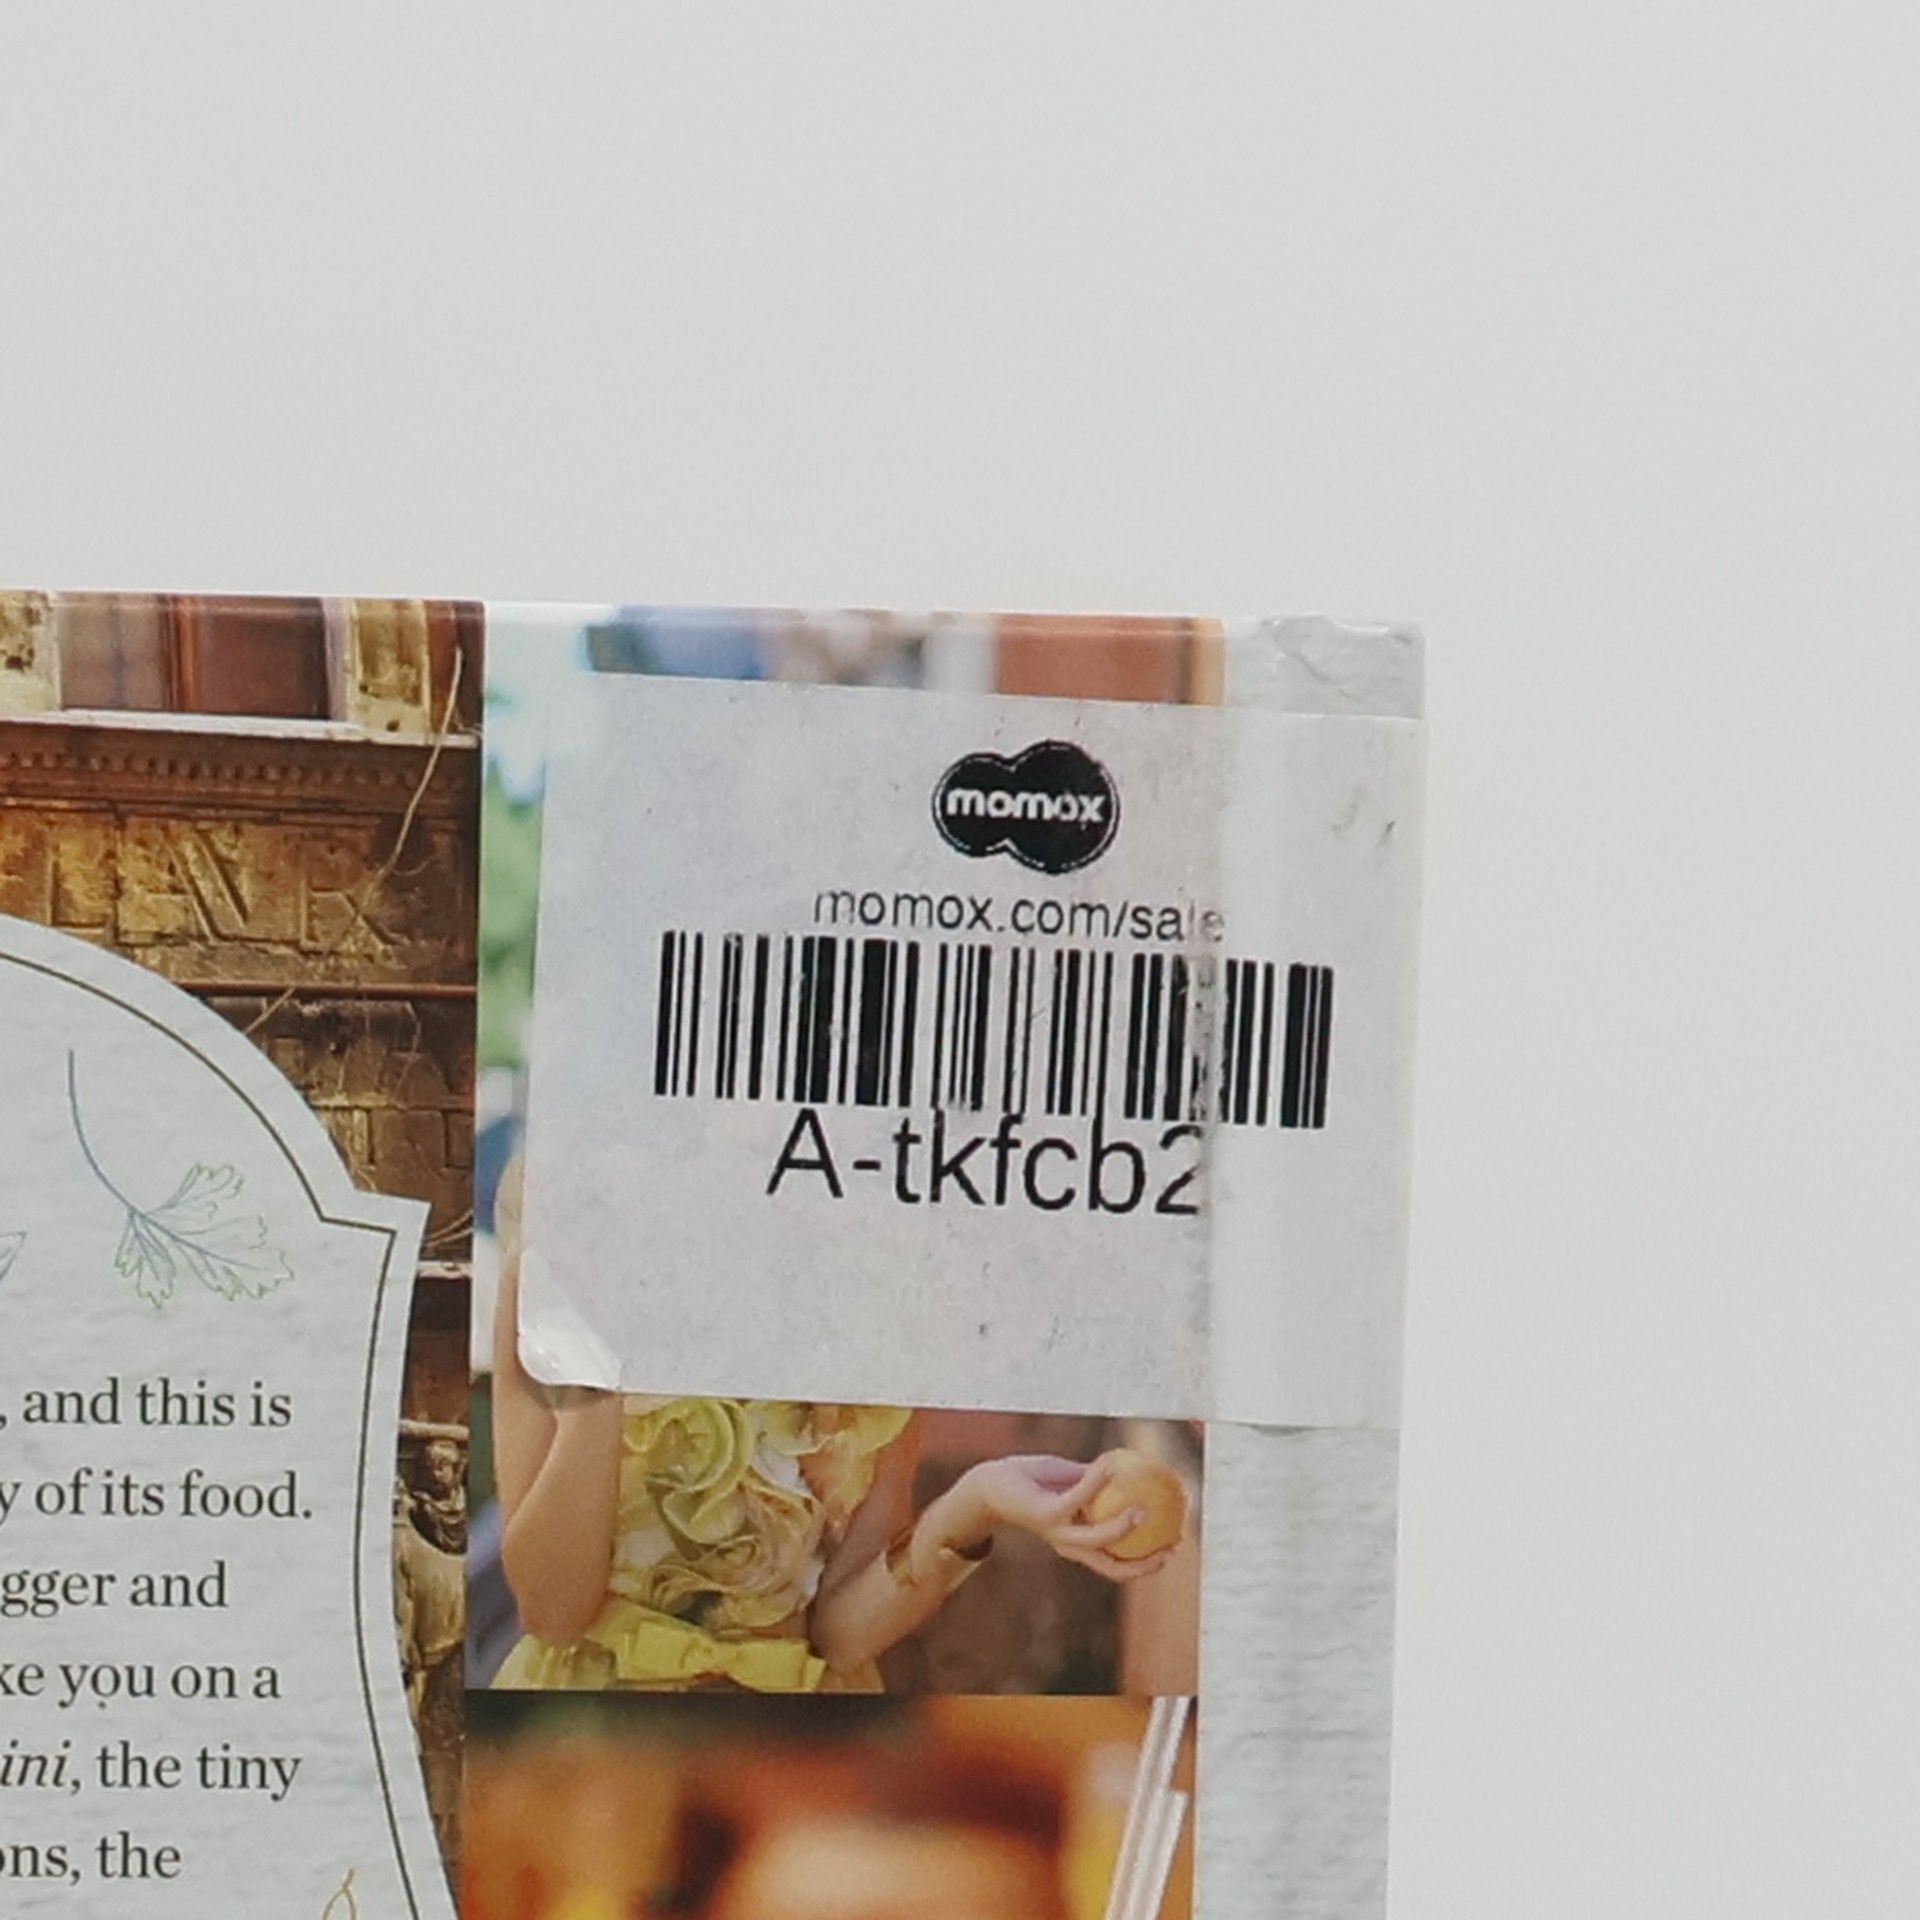 momox
momox.com/sale
A-tkfcb2
, and this is
y of its food.
gger and
ke you on a
ini, the tiny
ons, the